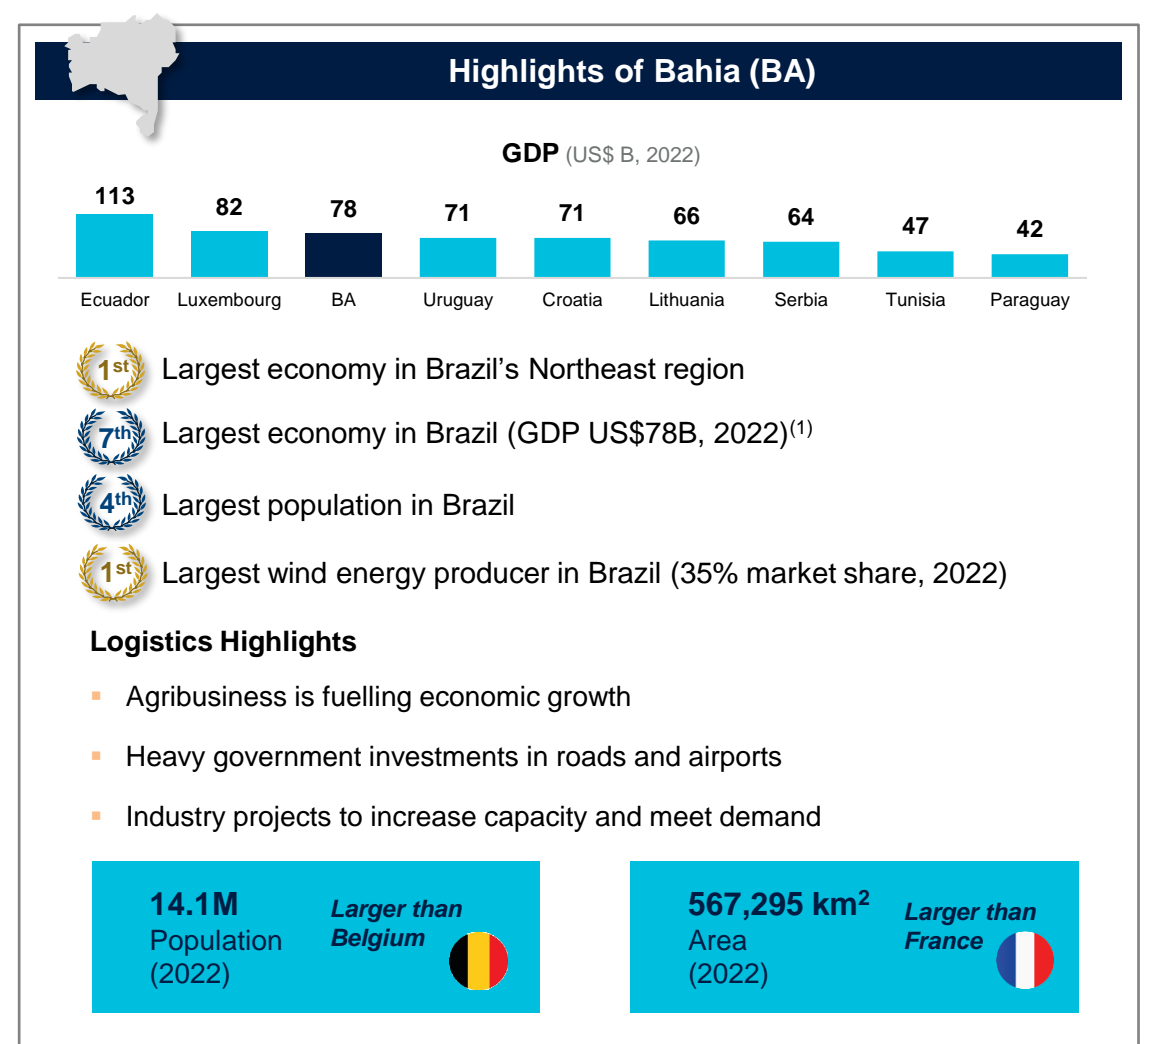 Highlights of Bahia (BA)
GDP (US$ B, 2022)
113 82 78 71 71 66 64 47 42
Ecuador Luxembourg BA Uruguay Croatia Lithuania Serbia Tunisia Paraguay
1st Largest economy in Brazil’s Northeast region
7th Largest economy in Brazil (GDP US$78B, 2022)(1)
4th Largest population in Brazil
1st Largest wind energy producer in Brazil (35% market share, 2022)
Logistics Highlights
▪ Agribusiness is fuelling economic growth
▪ Heavy government investments in roads and airports
▪ Industry projects to increase capacity and meet demand
14.1M
Population
(2022)
Larger than
Belgium
567,295 km2
Area
(2022)
Larger than
France